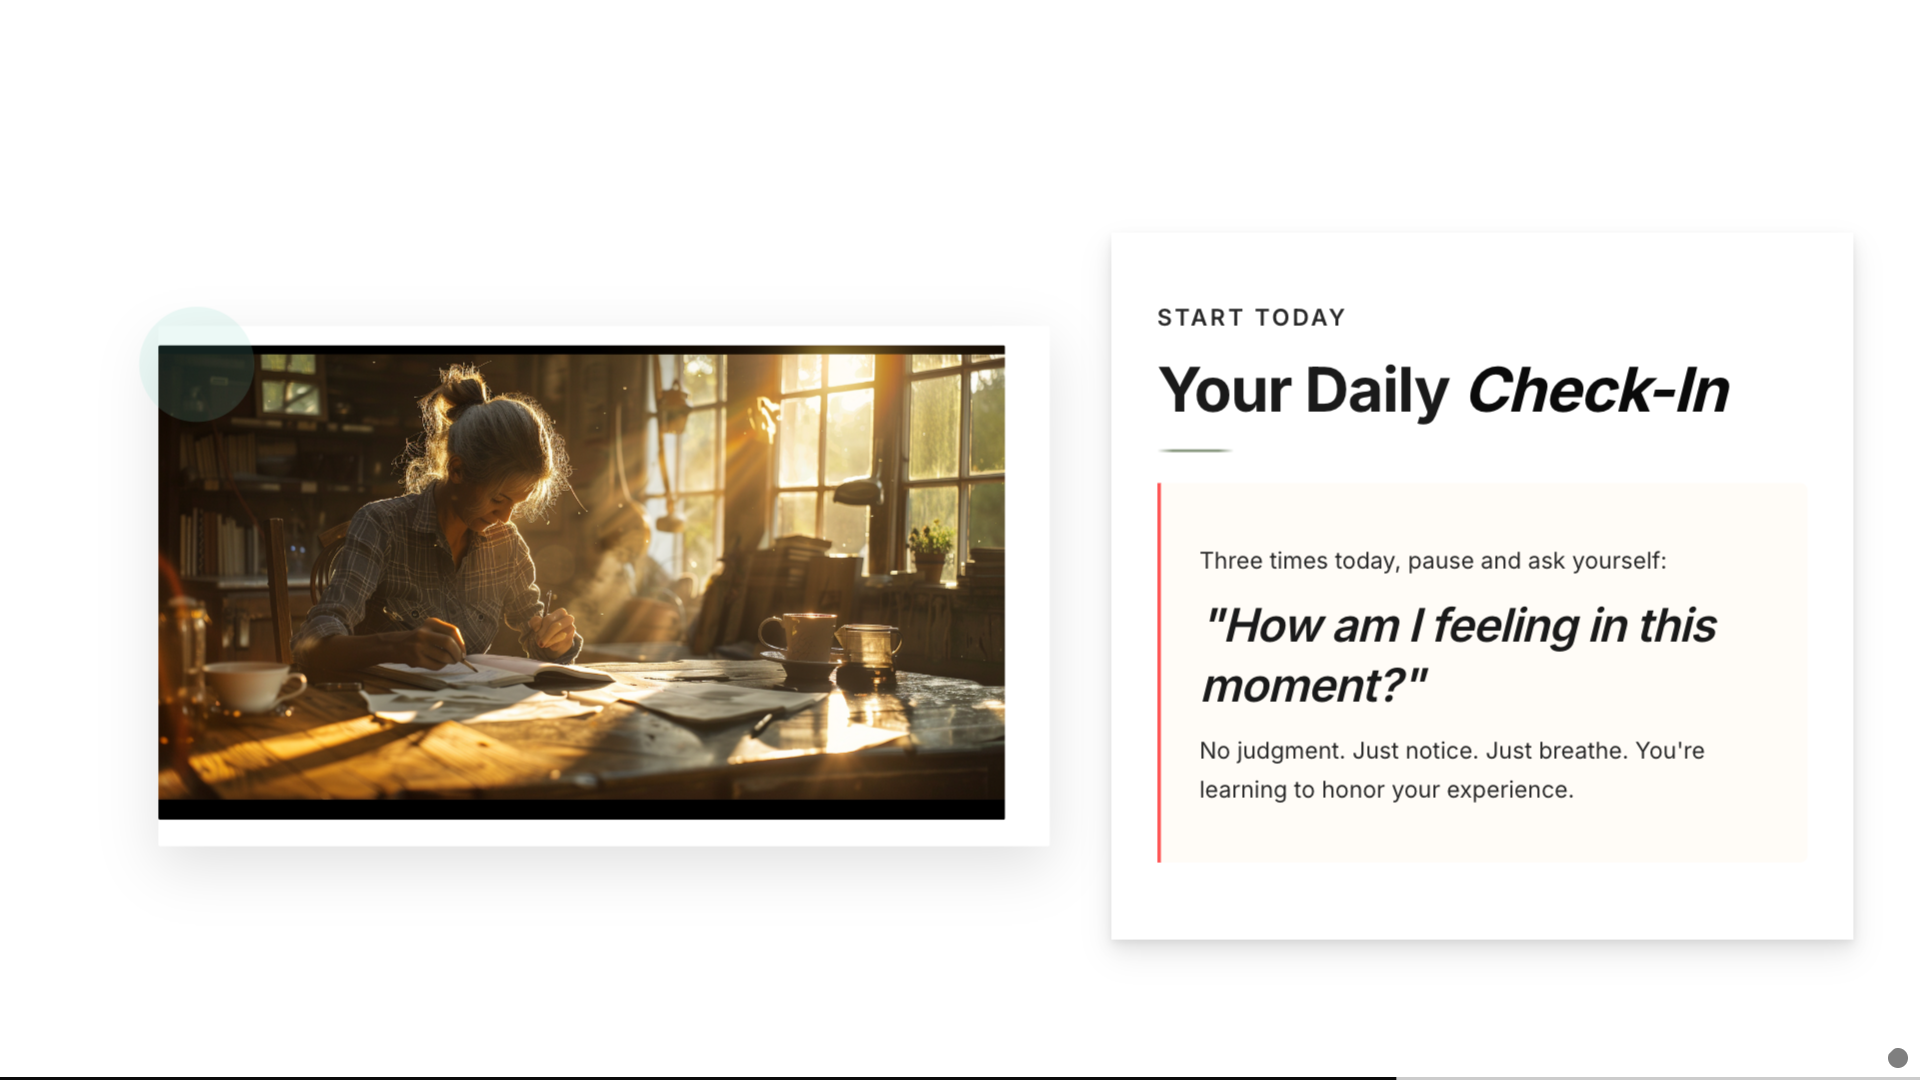 START TODAY
Your Daily Check-In
Three times today, pause and ask yourself:
"How am I feeling in this
moment?"
No judgment. Just notice. Just breathe. You're
learning to honor your experience.